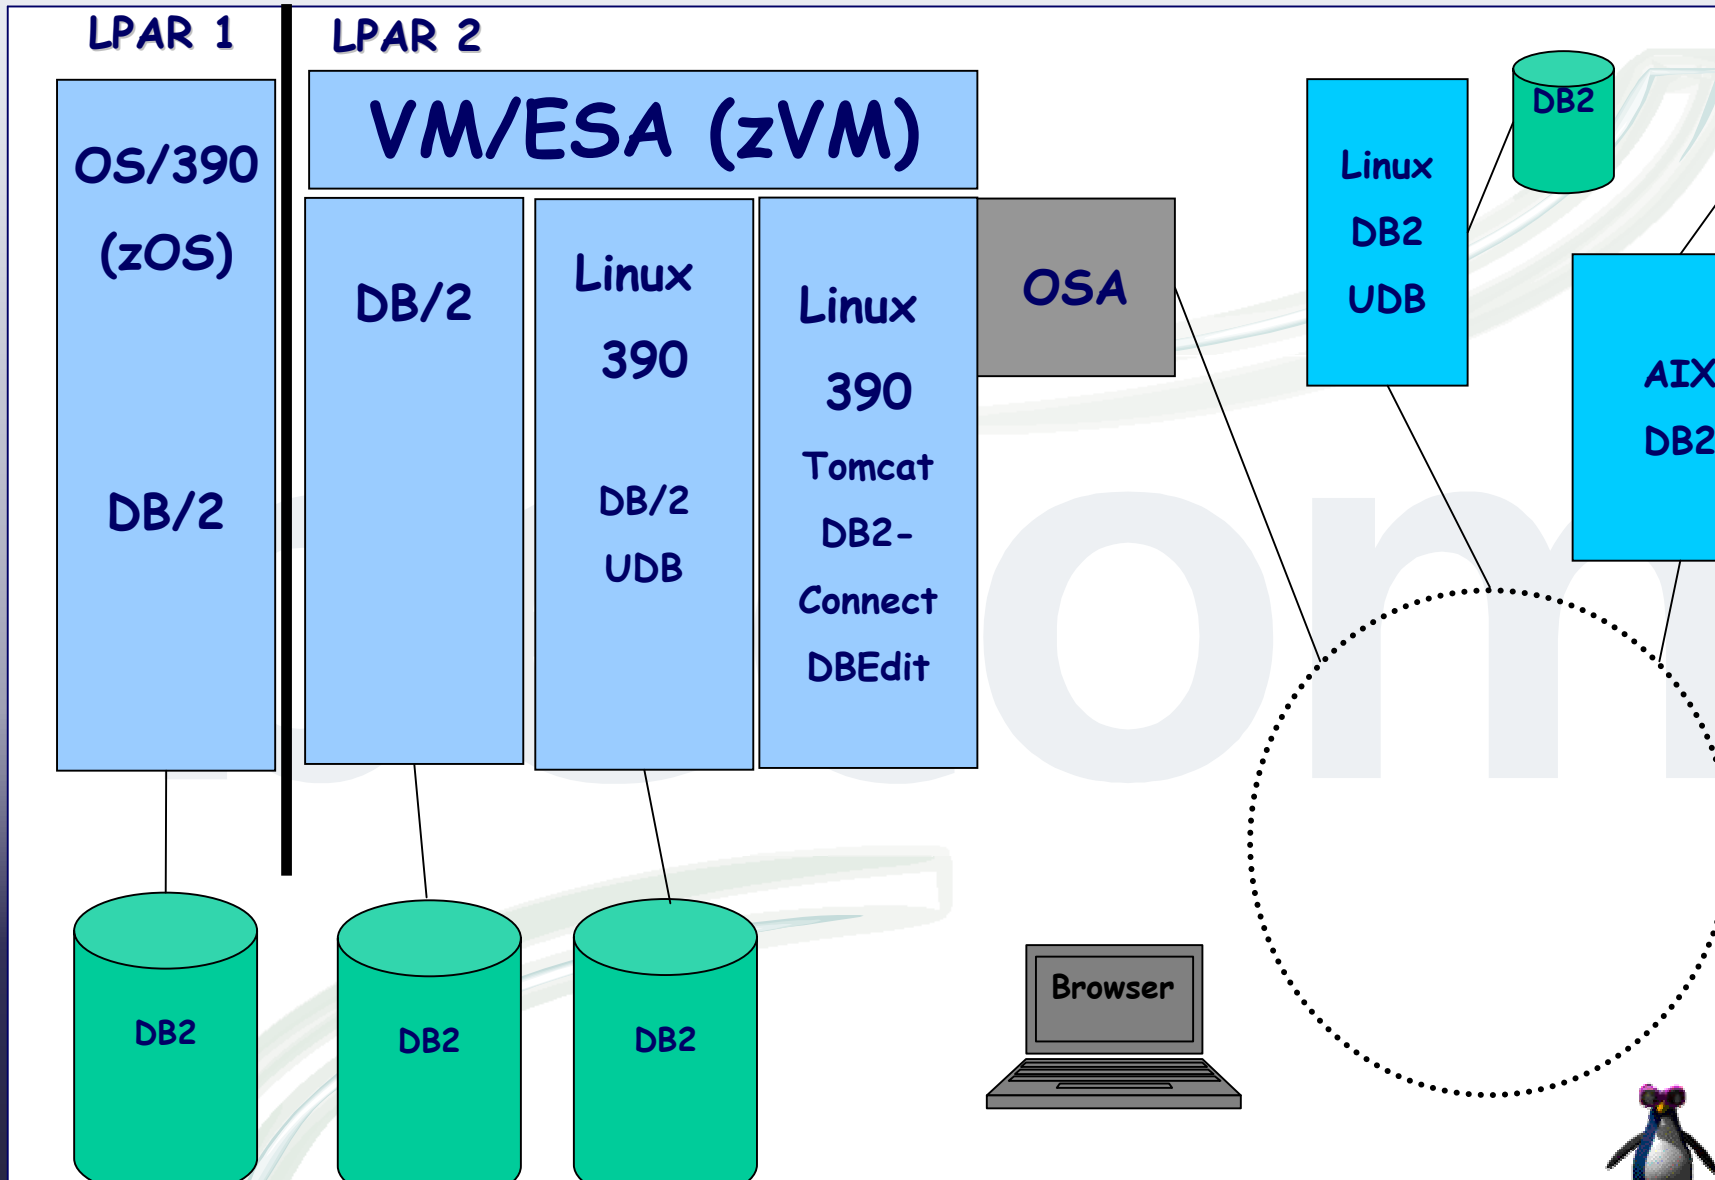 LPAR 1
LPAR 2
OS/390
(zOS)
DB/2
VM/ESA (zVM)
DB/2
Linux
390
DB/2
UDB
Linux
390
Tomcat
DB2-
Connect
DBEdit
OSA
Linux
DB2
UDB
DB2
AIX
DB2
DB2
DB2
DB2
Browser